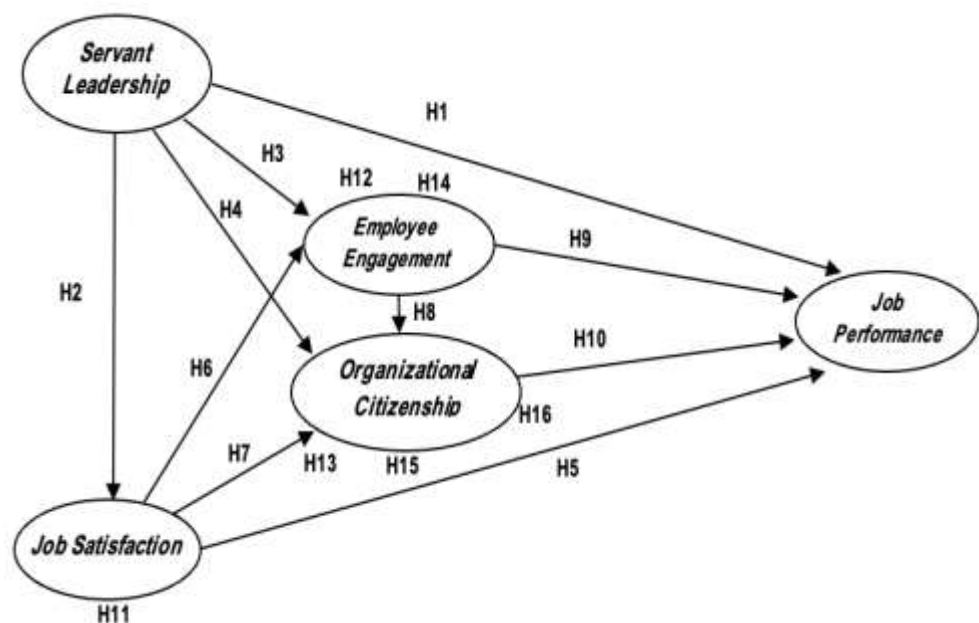 Servant
Leadership
H1
H3
H12
H14
H4
Employee
Engagement
H9
H2
H8
Job
Performance
H6
H10
Organizational
Citizenship
H16
H7
H13
H15
H5
Job Satisfaction
H11